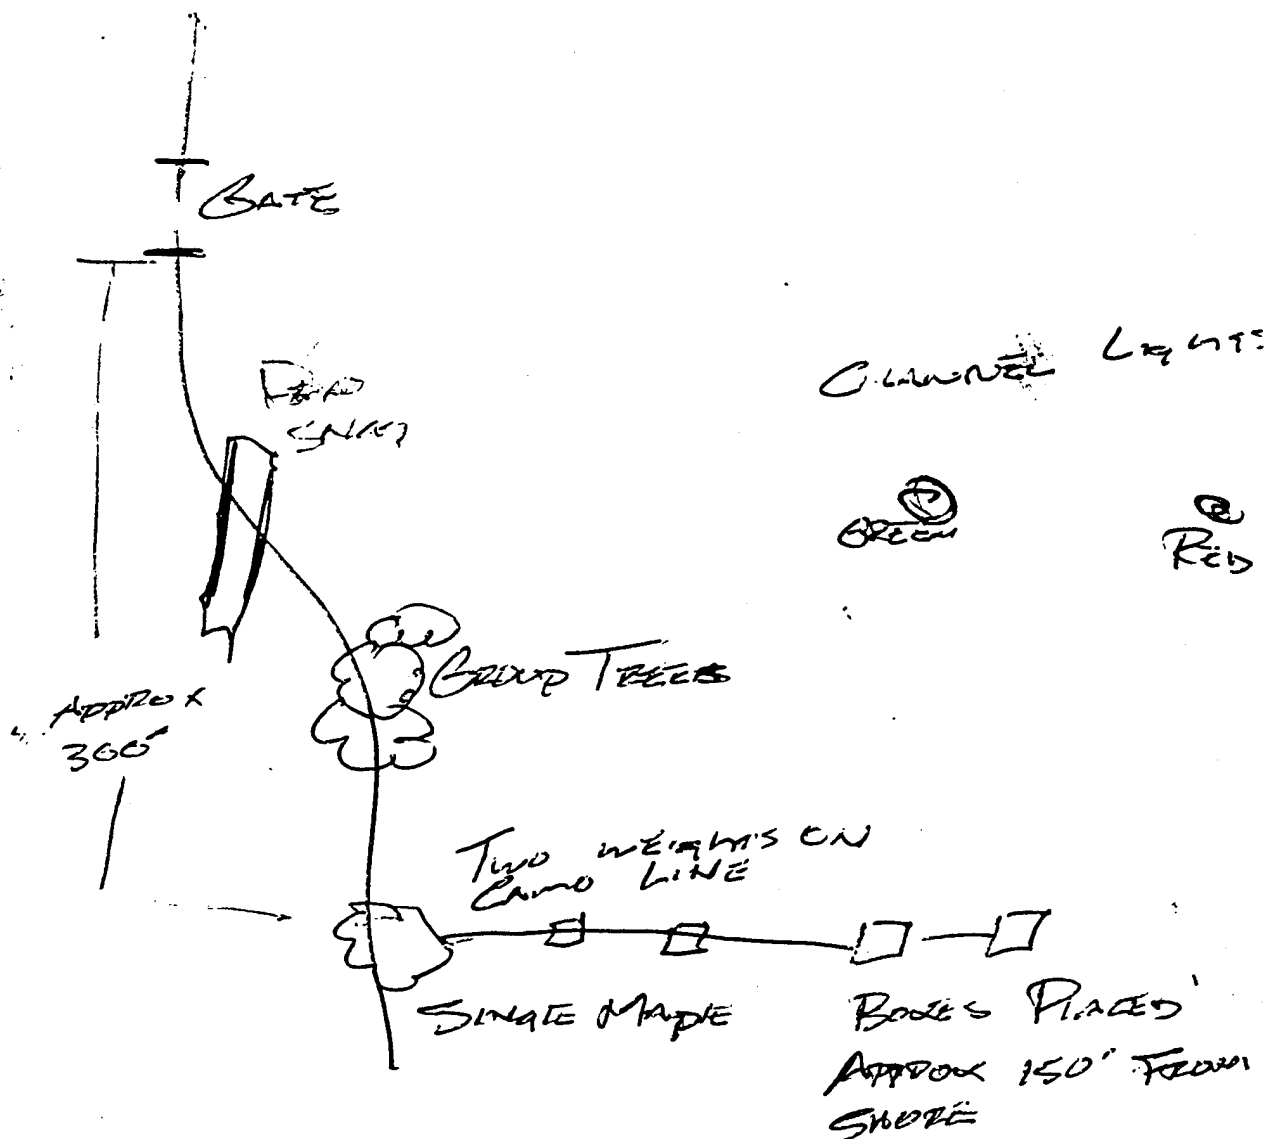 GATE
CHANNEL LIGHTS
GREEN
RED
GROUP TREES
APPROX
300'
TWO WEIGHTS ON
CAMO LINE
SINGLE MAPLE
BOXES PLACED
APPROX 150' FROM
SHORE